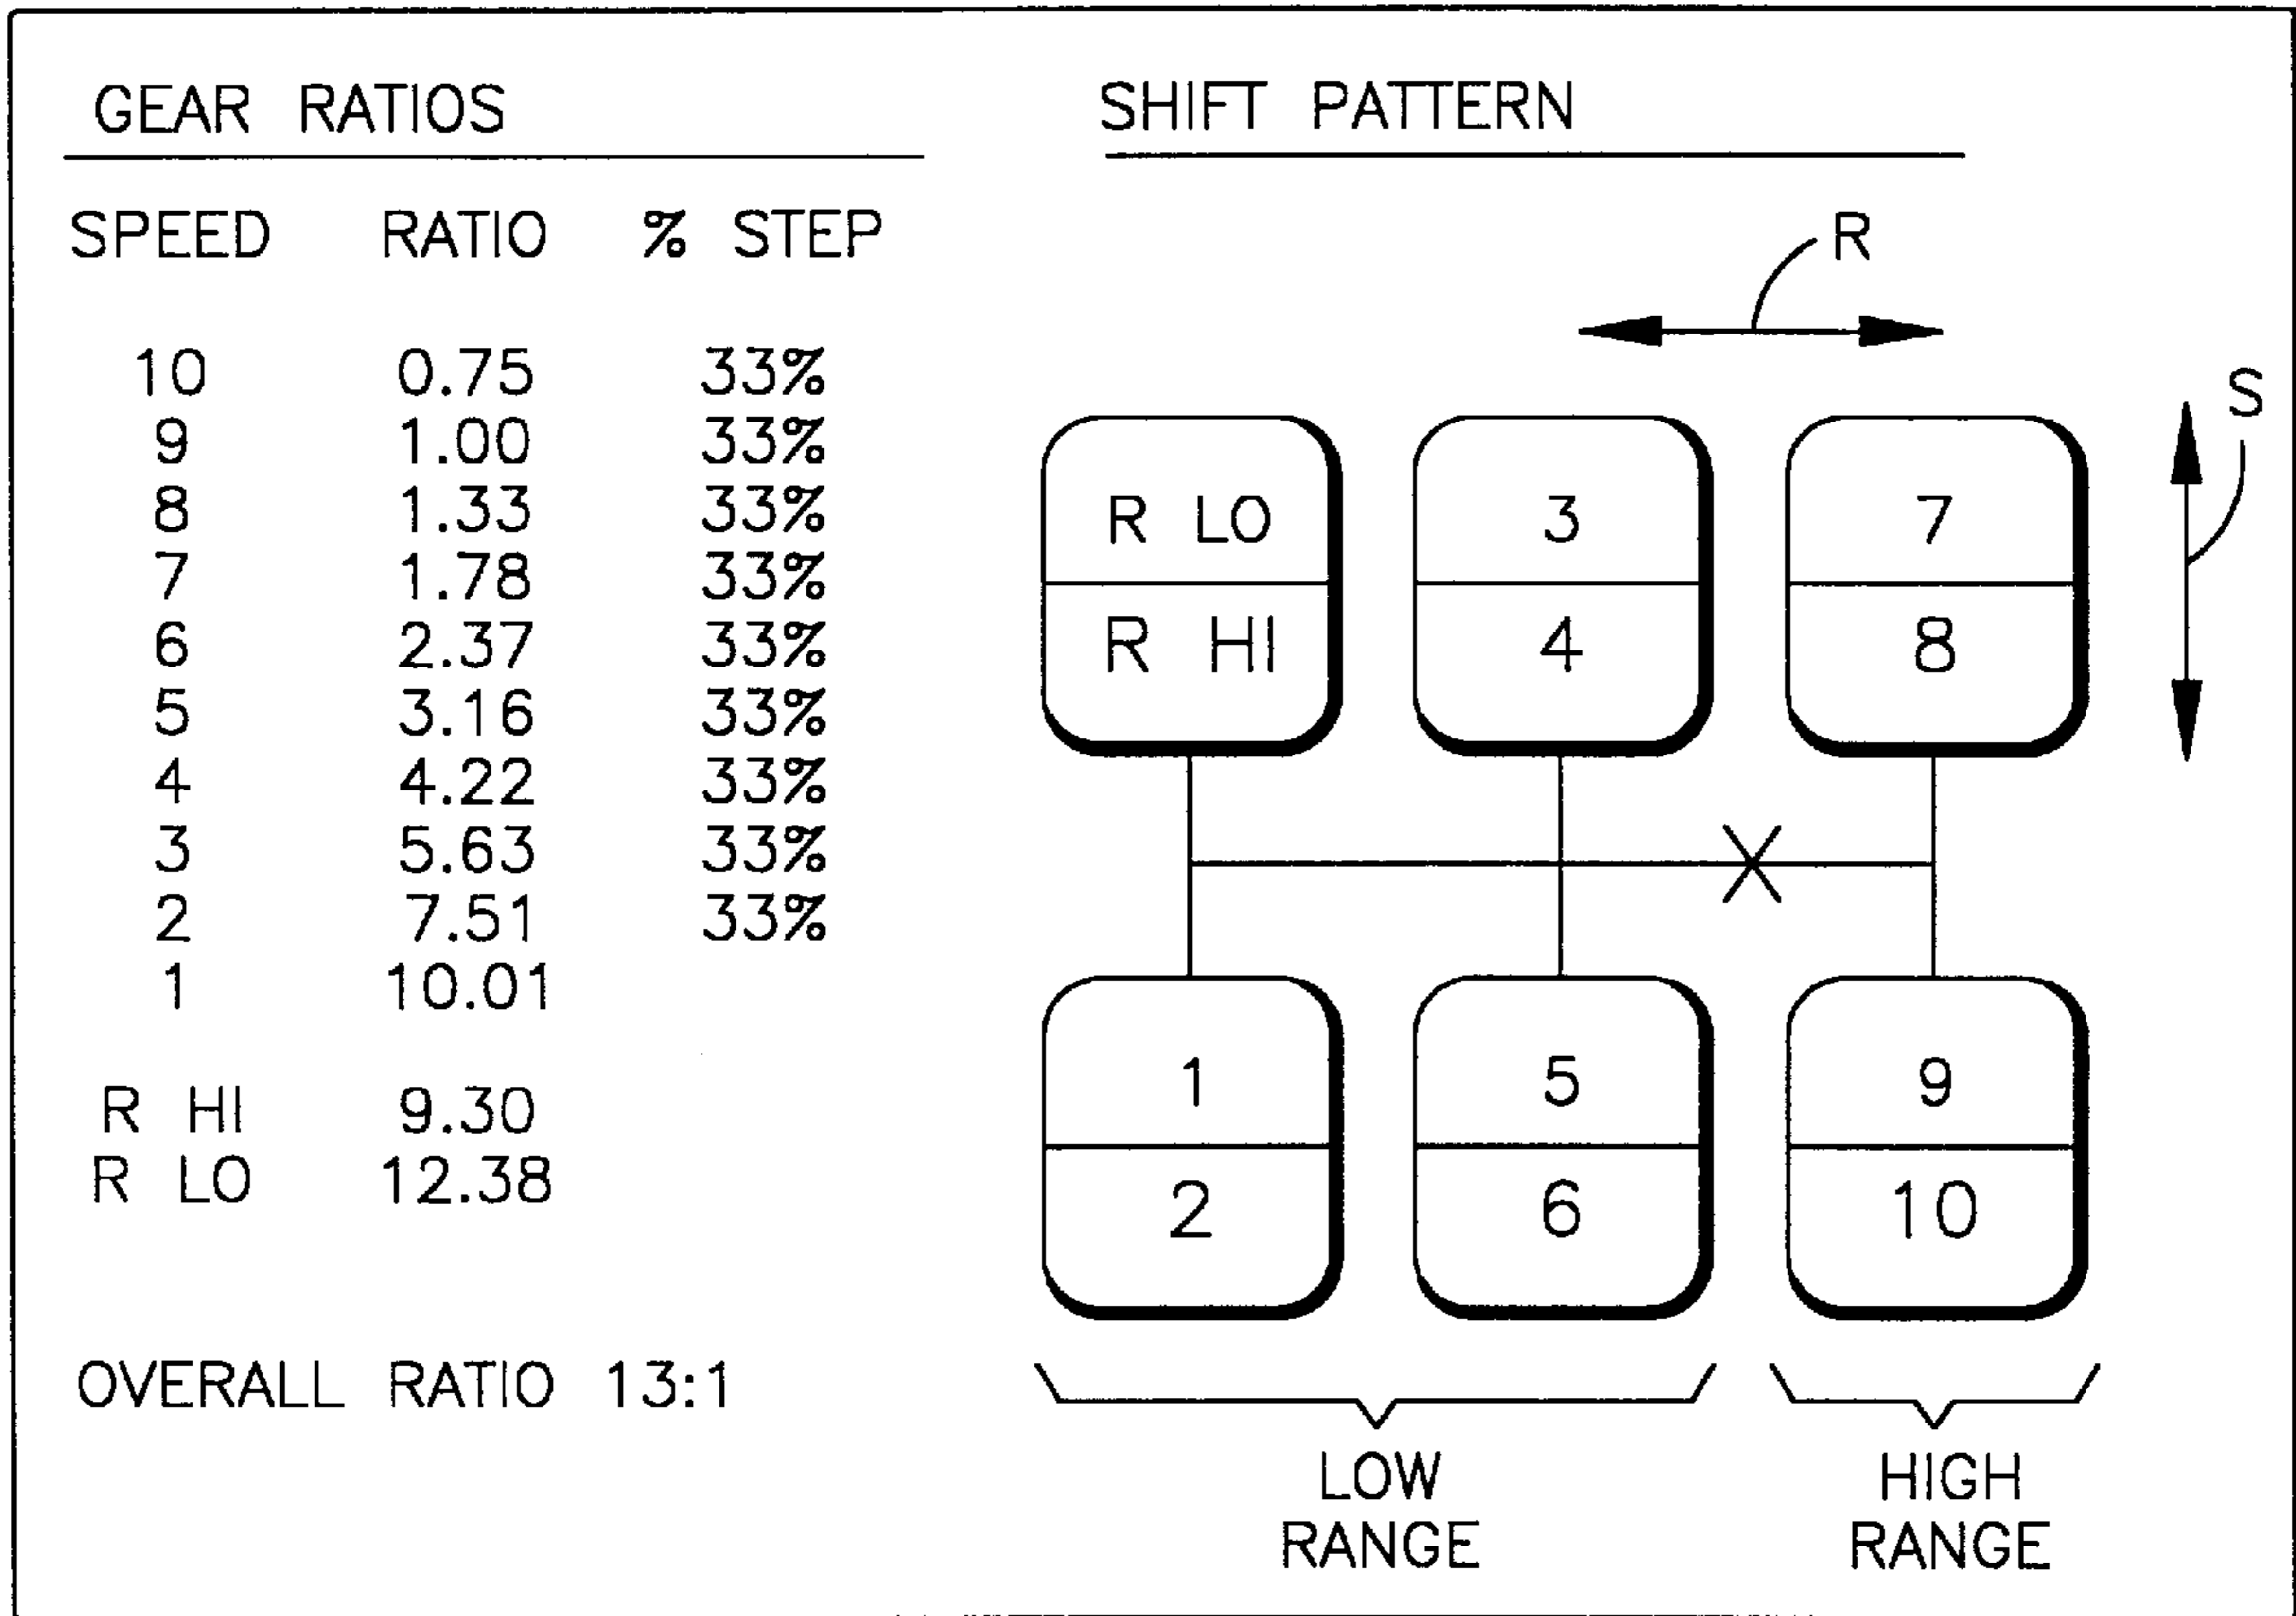 GEAR RATIOS
SPEED RATIO % STEP
10 0.75 33%
9 1.00 33%
8 1.33 33%
7 1.78 33%
6 2.37 33%
5 3.16 33%
4 4.22 33%
3 5.63 33%
2 7.51 33%
1 10.01
R HI 9.30
R LO 12.38
OVERALL RATIO 13:1
SHIFT PATTERN
R
S
R LO 3 7
R HI 4 8
X
1 5 9
2 6 10
LOW HIGH
RANGE RANGE